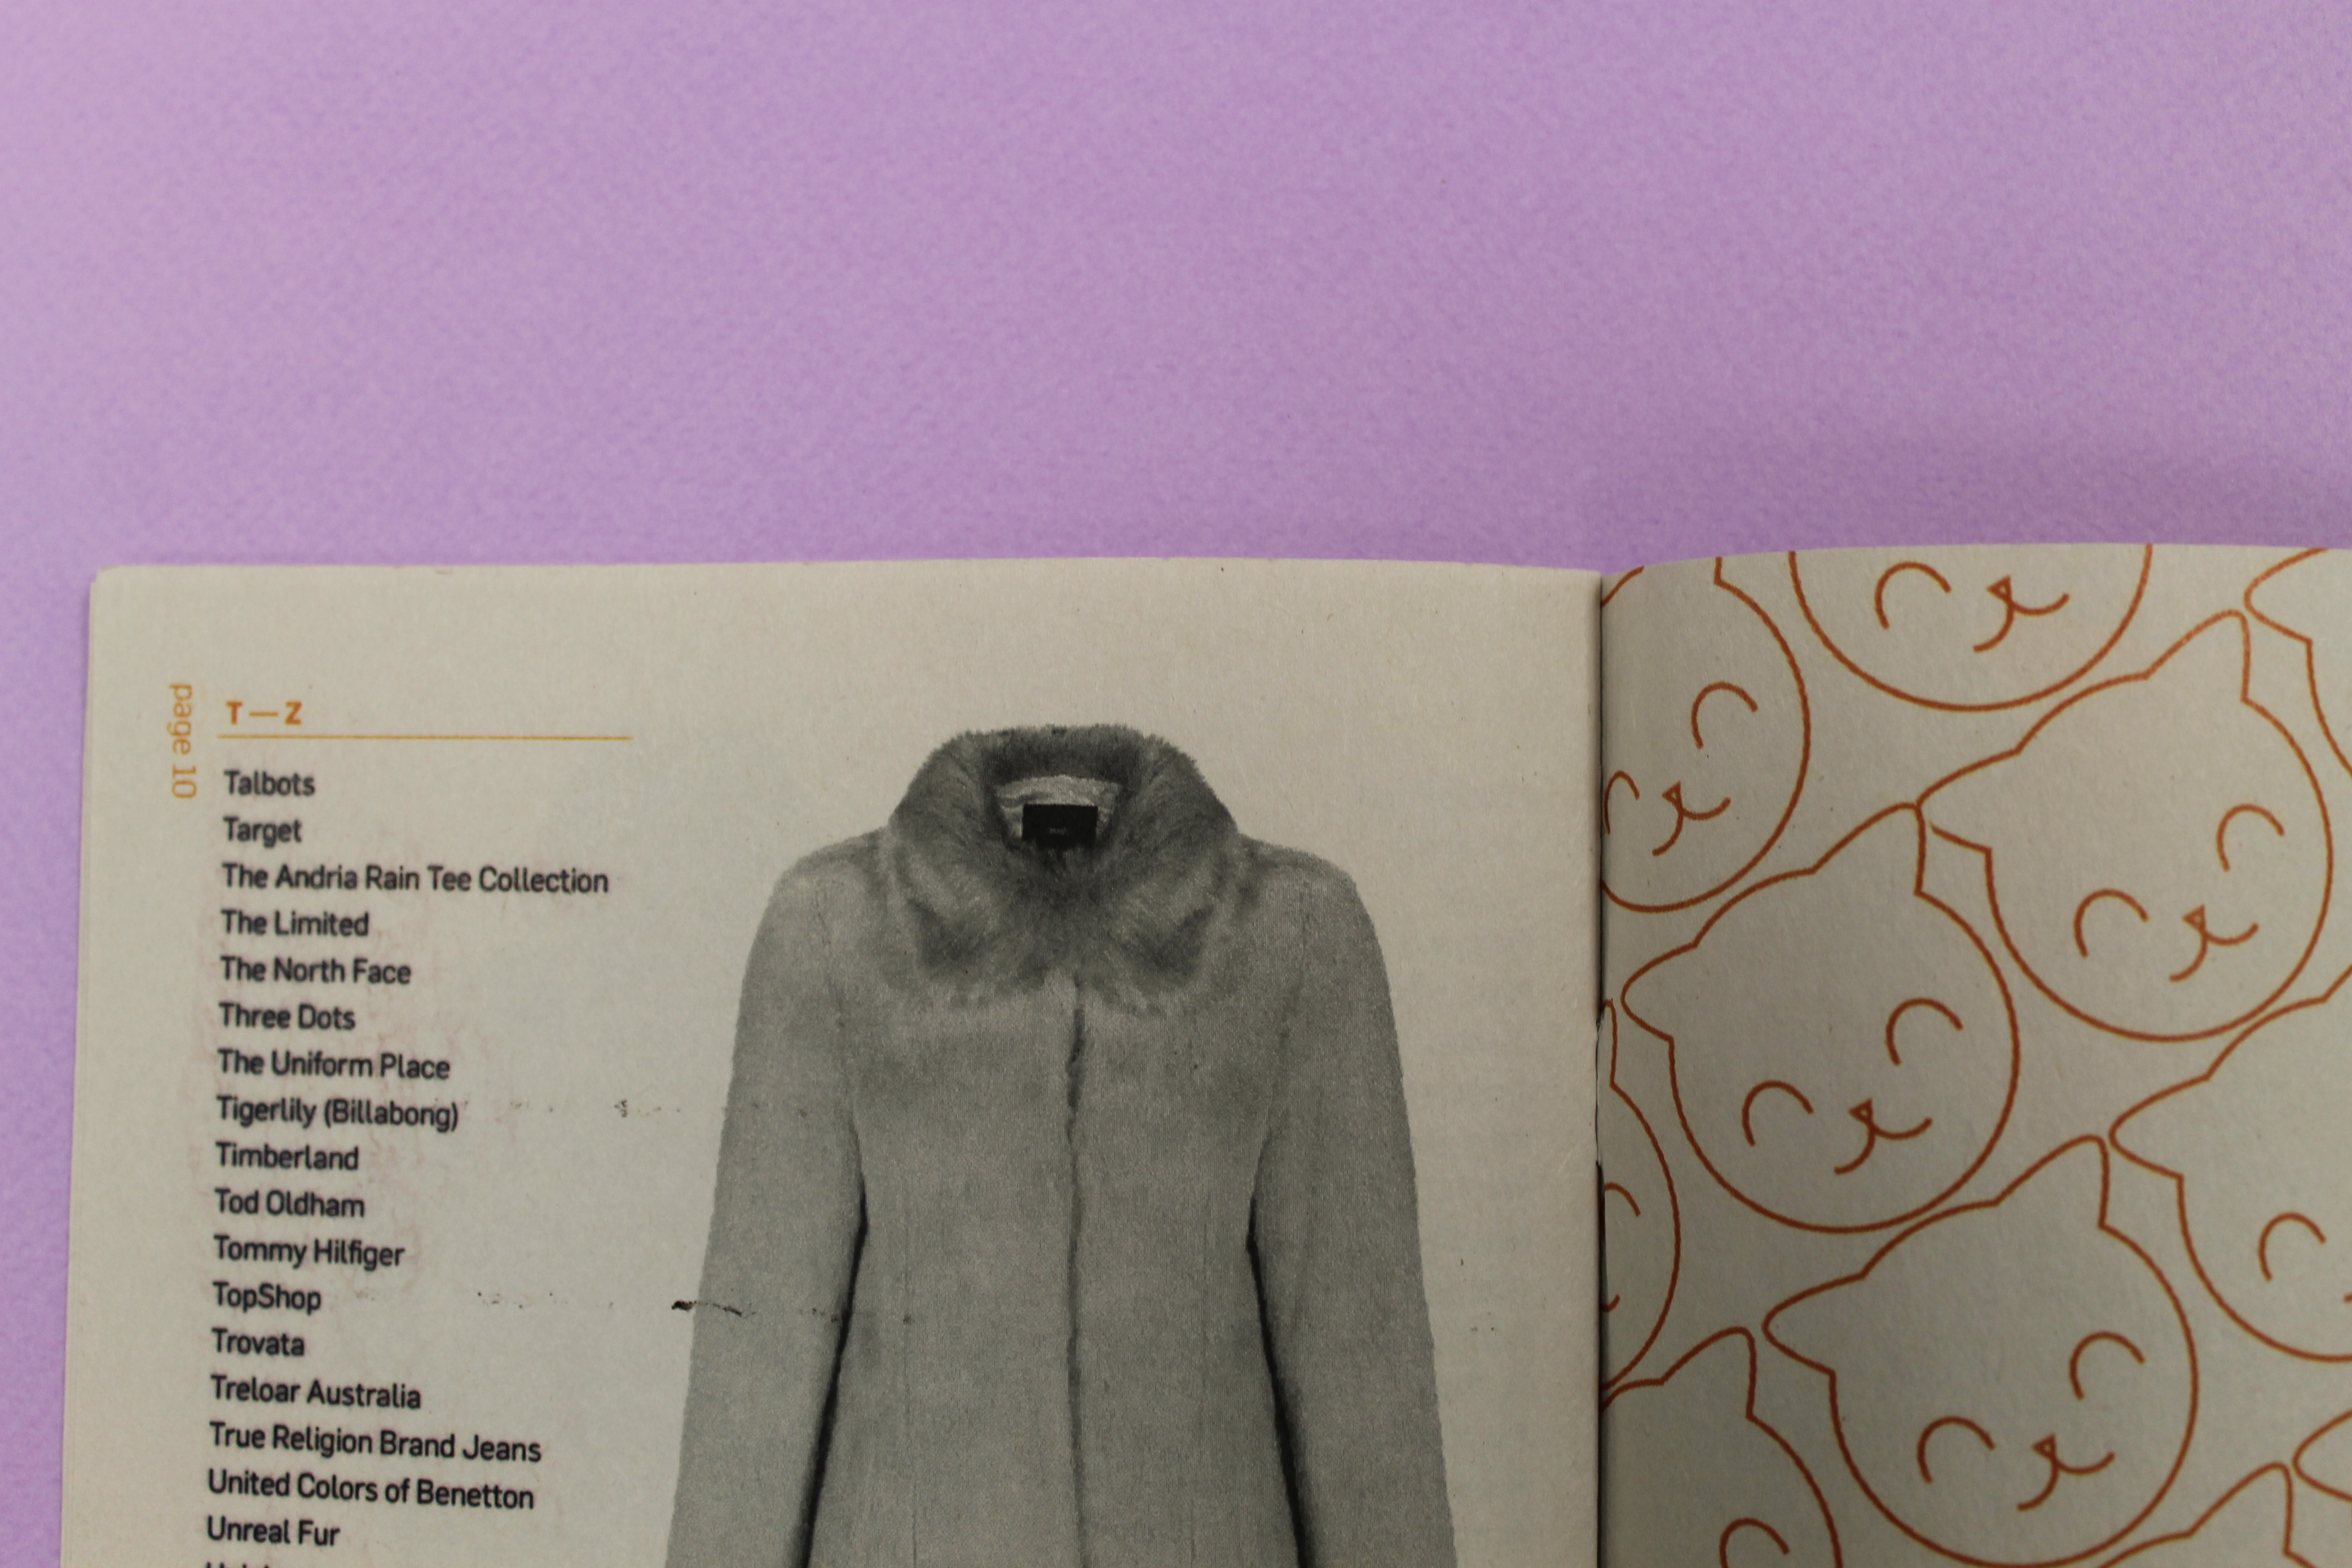 page 10
T — Z
Talbots
Target
The Andria Rain Tee Collection
The Limited
The North Face
Three Dots
The Uniform Place
Tigerlily (Billabong)
Timberland
Tod Oldham
Tommy Hilfiger
TopShop
Trovata
Treloar Australia
True Religion Brand Jeans
United Colors of Benetton
Unreal Fur